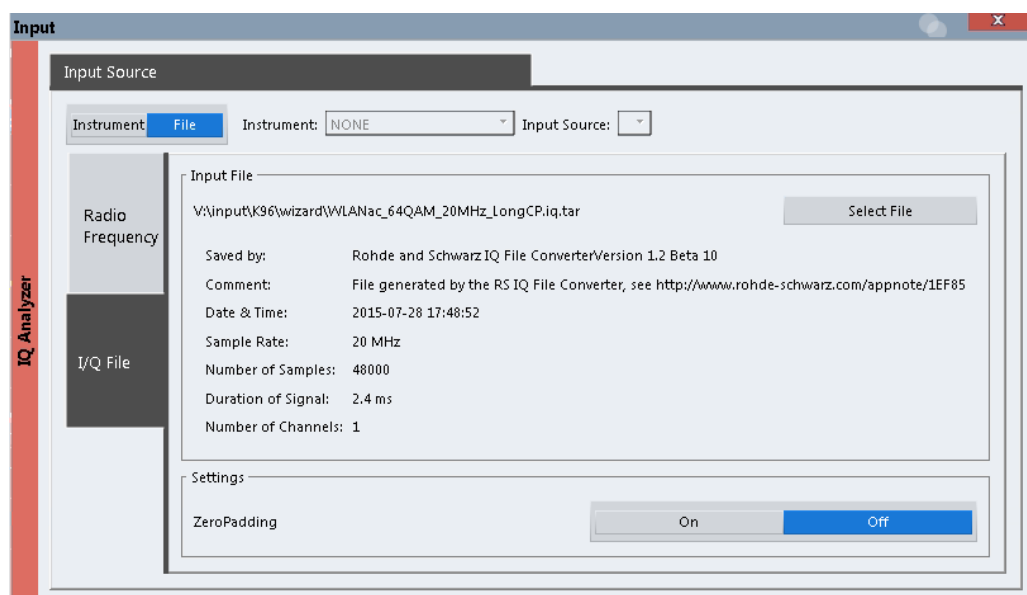 Input
X
IQ Analyzer
Input Source
Instrument File Instrument: NONE Input Source:
Radio
Frequency
I/Q File
Input File
V:\input\K96\wizard\WLANac_64QAM_20MHz_LongCP.iq.tar Select File
Saved by: Rohde and Schwarz IQ File ConverterVersion 1.2 Beta 10
Comment: File generated by the RS IQ File Converter, see http://www.rohde-schwarz.com/appnote/1EF85
Date & Time: 2015-07-28 17:48:52
Sample Rate: 20 MHz
Number of Samples: 48000
Duration of Signal: 2.4 ms
Number of Channels: 1
Settings
ZeroPadding On Off